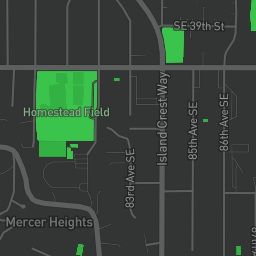 SE 39th St
Homestead Field
Island Crest Way
85th Ave SE
86th Ave SE
83rd Ave SE
Mercer Heights